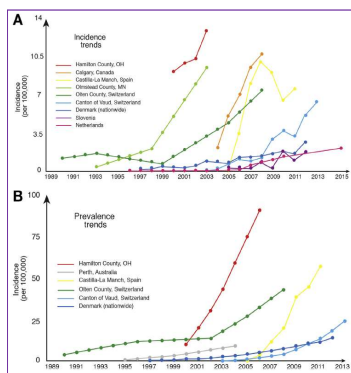 A
Incidence
trends
Hamilton County, OH
Calgary, Canada
Castilla-La Manch, Spain
Olmstead County, MN
Olten County, Switzerland
Canton of Vaud, Switzerland
Denmark (nationwide)
Slovenia
Netherlands
Incidence
(per 100,000)
14
10.5
7
3.5
0
1989 1991 1993 1995 1997 1999 2001 2003 2005 2007 2009 2011 2013 2015
B
Prevalence
trends
Hamilton County, OH
Perth, Australia
Castilla-La Manch, Spain
Olten County, Switzerland
Canton of Vaud, Switzerland
Denmark (nationwide)
Incidence
(per 100,000)
100
75
50
25
0
1989 1991 1993 1995 1997 1999 2001 2003 2005 2007 2009 2011 2013